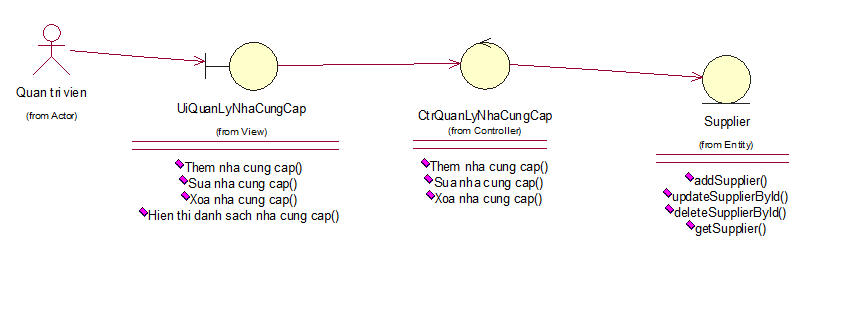 Quan tri vien
(from Actor)
UiQuanLyNhaCungCap
(from View)
Them nha cung cap()
Sua nha cung cap()
Xoa nha cung cap()
Hien thi danh sach nha cung cap()
CtrQuanLyNhaCungCap
(from Controller)
Them nha cung cap()
Sua nha cung cap()
Xoa nha cung cap()
Supplier
(from Entity)
addSupplier()
updateSupplierById()
deleteSupplierById()
getSupplier()